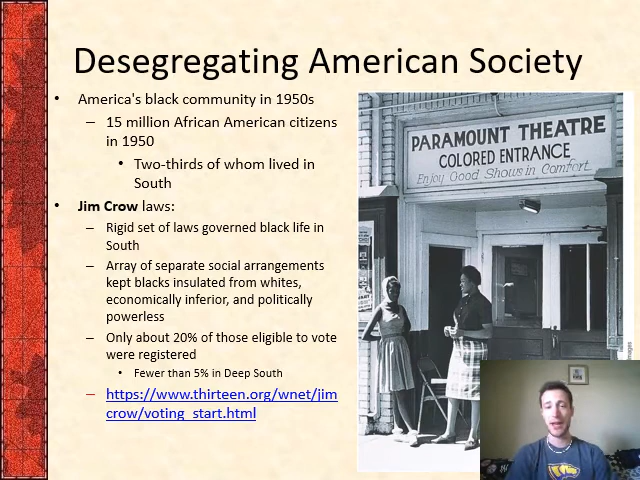 Desegregating American Society
• America's black community in 1950s
– 15 million African American citizens
in 1950
• Two-thirds of whom lived in
South
• Jim Crow laws:
– Rigid set of laws governed black life in
South
– Array of separate social arrangements
kept blacks insulated from whites,
economically inferior, and politically
powerless
– Only about 20% of those eligible to vote
were registered
• Fewer than 5% in Deep South
– https://www.thirteen.org/wnet/jim
crow/voting_start.html
PARAMOUNT THEATRE
COLORED ENTRANCE
Enjoy Good Shows in Comfort